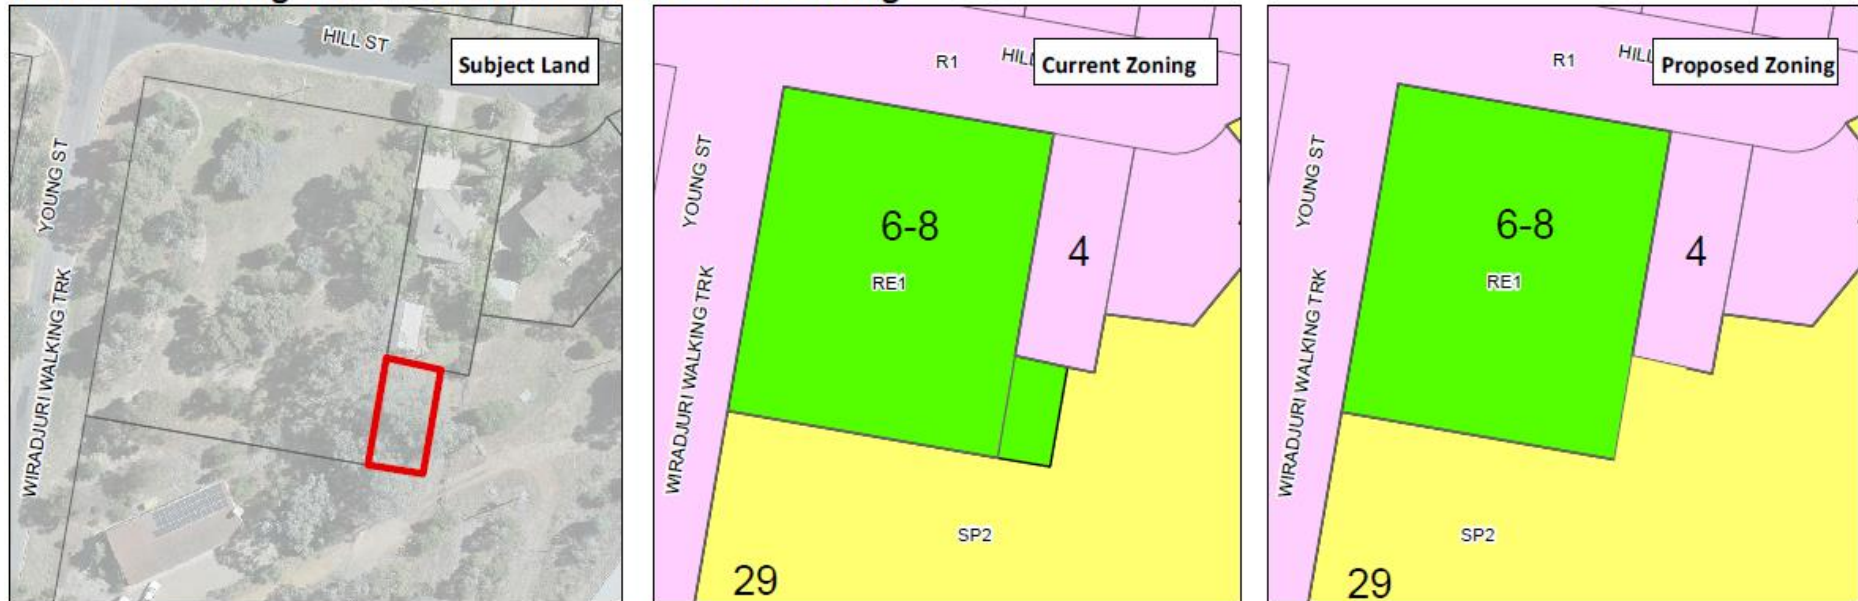 HILL ST
Subject Land
YOUNG ST
WIRADJURI WALKING TRK
R1
HILL
Current Zoning
YOUNG ST
6-8
RE1
4
WIRADJURI WALKING TRK
SP2
29
R1
HILL
Proposed Zoning
YOUNG ST
6-8
RE1
4
WIRADJURI WALKING TRK
SP2
29